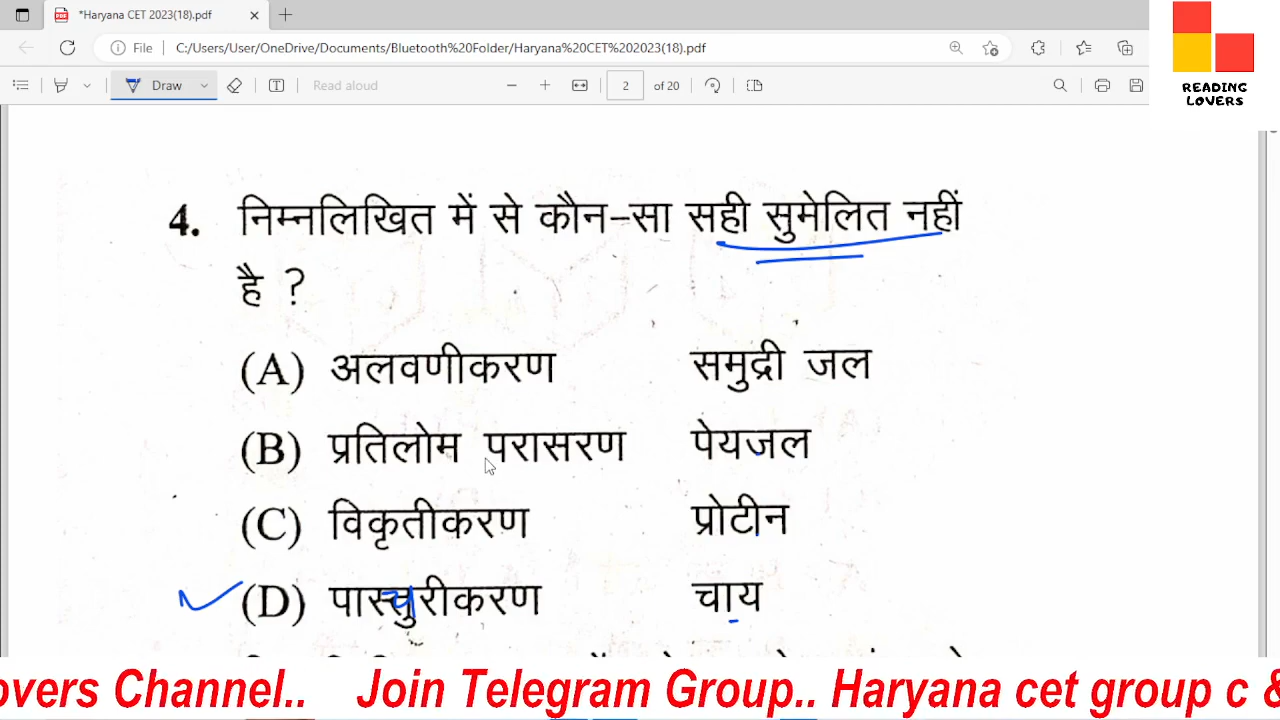 *Haryana CET 2023(18).pdf
File C:/Users/User/OneDrive/Documents/Bluetooth%20Folder/Haryana%20CET%202023(18).pdf
Draw Read aloud 2 of 20
READING
LOVERS
4. निम्नलिखित में से कौन-सा सही सुमेलित नहीं
है ?
(A) अलवणीकरण समुद्री जल
(B) प्रतिलोम परासरण पेयजल
(C) विकृतीकरण प्रोटीन
(D) पास्चुरीकरण चाय
overs Channel.. Join Telegram Group.. Haryana cet group c &